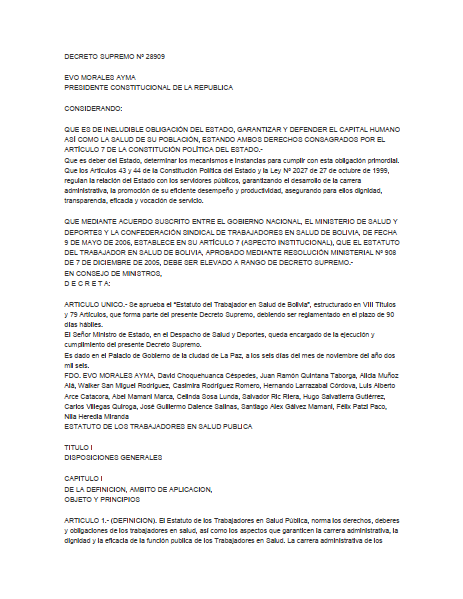 DECRETO SUPREMO Nº 28909
EVO MORALES AYMA
PRESIDENTE CONSTITUCIONAL DE LA REPUBLICA
CONSIDERANDO:
QUE ES DE INELUDIBLE OBLIGACIÓN DEL ESTADO, GARANTIZAR Y DEFENDER EL CAPITAL HUMANO
ASÍ COMO LA SALUD DE SU POBLACIÓN, ESTANDO AMBOS DERECHOS CONSAGRADOS POR EL
ARTÍCULO 7 DE LA CONSTITUCIÓN POLÍTICA DEL ESTADO.-
Que es deber del Estado, determinar los mecanismos e instancias para cumplir con esta obligación primordial.
Que los Artículos 43 y 44 de la Constitución Política del Estado y la Ley Nº 2027 de 27 de octubre de 1999,
regulan la relación del Estado con los servidores públicos, garantizando el desarrollo de la carrera
administrativa, la promoción de su eficiente desempeño y productividad, asegurando para ellos dignidad,
transparencia, eficacia y vocación de servicio.
QUE MEDIANTE ACUERDO SUSCRITO ENTRE EL GOBIERNO NACIONAL, EL MINISTERIO DE SALUD Y
DEPORTES Y LA CONFEDERACIÓN SINDICAL DE TRABAJADORES EN SALUD DE BOLIVIA, DE FECHA
9 DE MAYO DE 2006, ESTABLECE EN SU ARTÍCULO 7 (ASPECTO INSTITUCIONAL), QUE EL ESTATUTO
DEL TRABAJADOR EN SALUD DE BOLIVIA, APROBADO MEDIANTE RESOLUCIÓN MINISTERIAL Nº 908
DE 7 DE DICIEMBRE DE 2005, DEBE SER ELEVADO A RANGO DE DECRETO SUPREMO.-
EN CONSEJO DE MINISTROS,
D E C R E T A:
ARTICULO UNICO.- Se aprueba el "Estatuto del Trabajador en Salud de Bolivia", estructurado en VIII Títulos
y 79 Artículos, que forma parte del presente Decreto Supremo, debiendo ser reglamentado en el plazo de 90
días hábiles.
El Señor Ministro de Estado, en el Despacho de Salud y Deportes, queda encargado de la ejecución y
cumplimiento del presente Decreto Supremo.
Es dado en el Palacio de Gobierno de la ciudad de La Paz, a los seis días del mes de noviembre del año dos
mil seis.
FDO. EVO MORALES AYMA, David Choquehuanca Céspedes, Juan Ramón Quintana Taborga, Alicia Muñoz
Alá, Walker San Miguel Rodríguez, Casimira Rodríguez Romero, Hernando Larrazabal Córdova, Luis Alberto
Arce Catacora, Abel Mamani Marca, Celinda Sosa Lunda, Salvador Ric Riera, Hugo Salvatierra Gutiérrez,
Carlos Villegas Quiroga, José Guillermo Dalence Salinas, Santiago Alex Gálvez Mamani, Félix Patzi Paco,
Nila Heredia Miranda
ESTATUTO DE LOS TRABAJADORES EN SALUD PUBLICA
TITULO I
DISPOSICIONES GENERALES
CAPITULO I
DE LA DEFINICION, AMBITO DE APLICACION,
OBJETO Y PRINCIPIOS
ARTICULO 1.- (DEFINICION). El Estatuto de los Trabajadores en Salud Pública, norma los derechos, deberes
y obligaciones de los trabajadores en salud, así como los aspectos que garanticen la carrera administrativa, la
dignidad y la eficacia de la función publica de los Trabajadores en Salud. La carrera administrativa de los